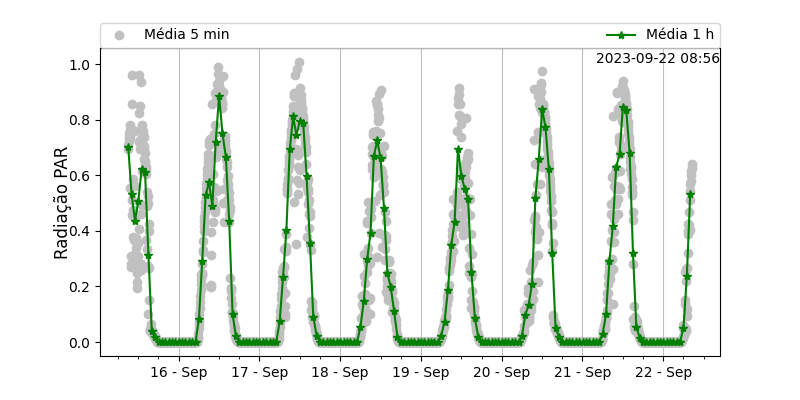 Média 5 min
Média 1 h
2023-09-22 08:56
Radiação PAR
1.0
0.8
0.6
0.4
0.2
0.0
16 - Sep
17 - Sep
18 - Sep
19 - Sep
20 - Sep
21 - Sep
22 - Sep